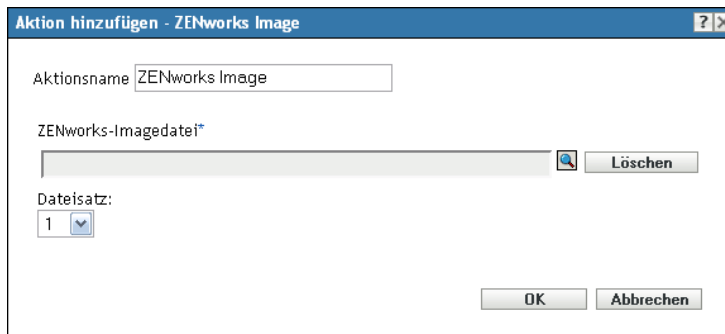 Aktion hinzufügen - ZENworks Image
Aktionsname ZENworks Image
ZENworks-Imagedatei*
Löschen
Dateisatz:
1
OK Abbrechen